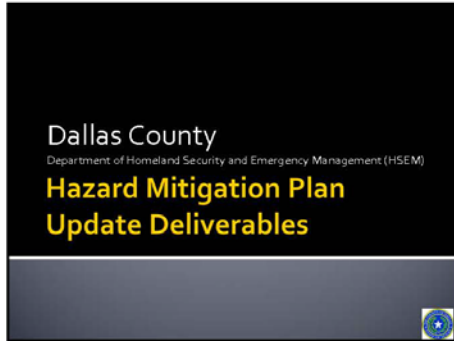 Dallas County
Department of Homeland Security and Emergency Management (HSEM)
Hazard Mitigation Plan
Update Deliverables